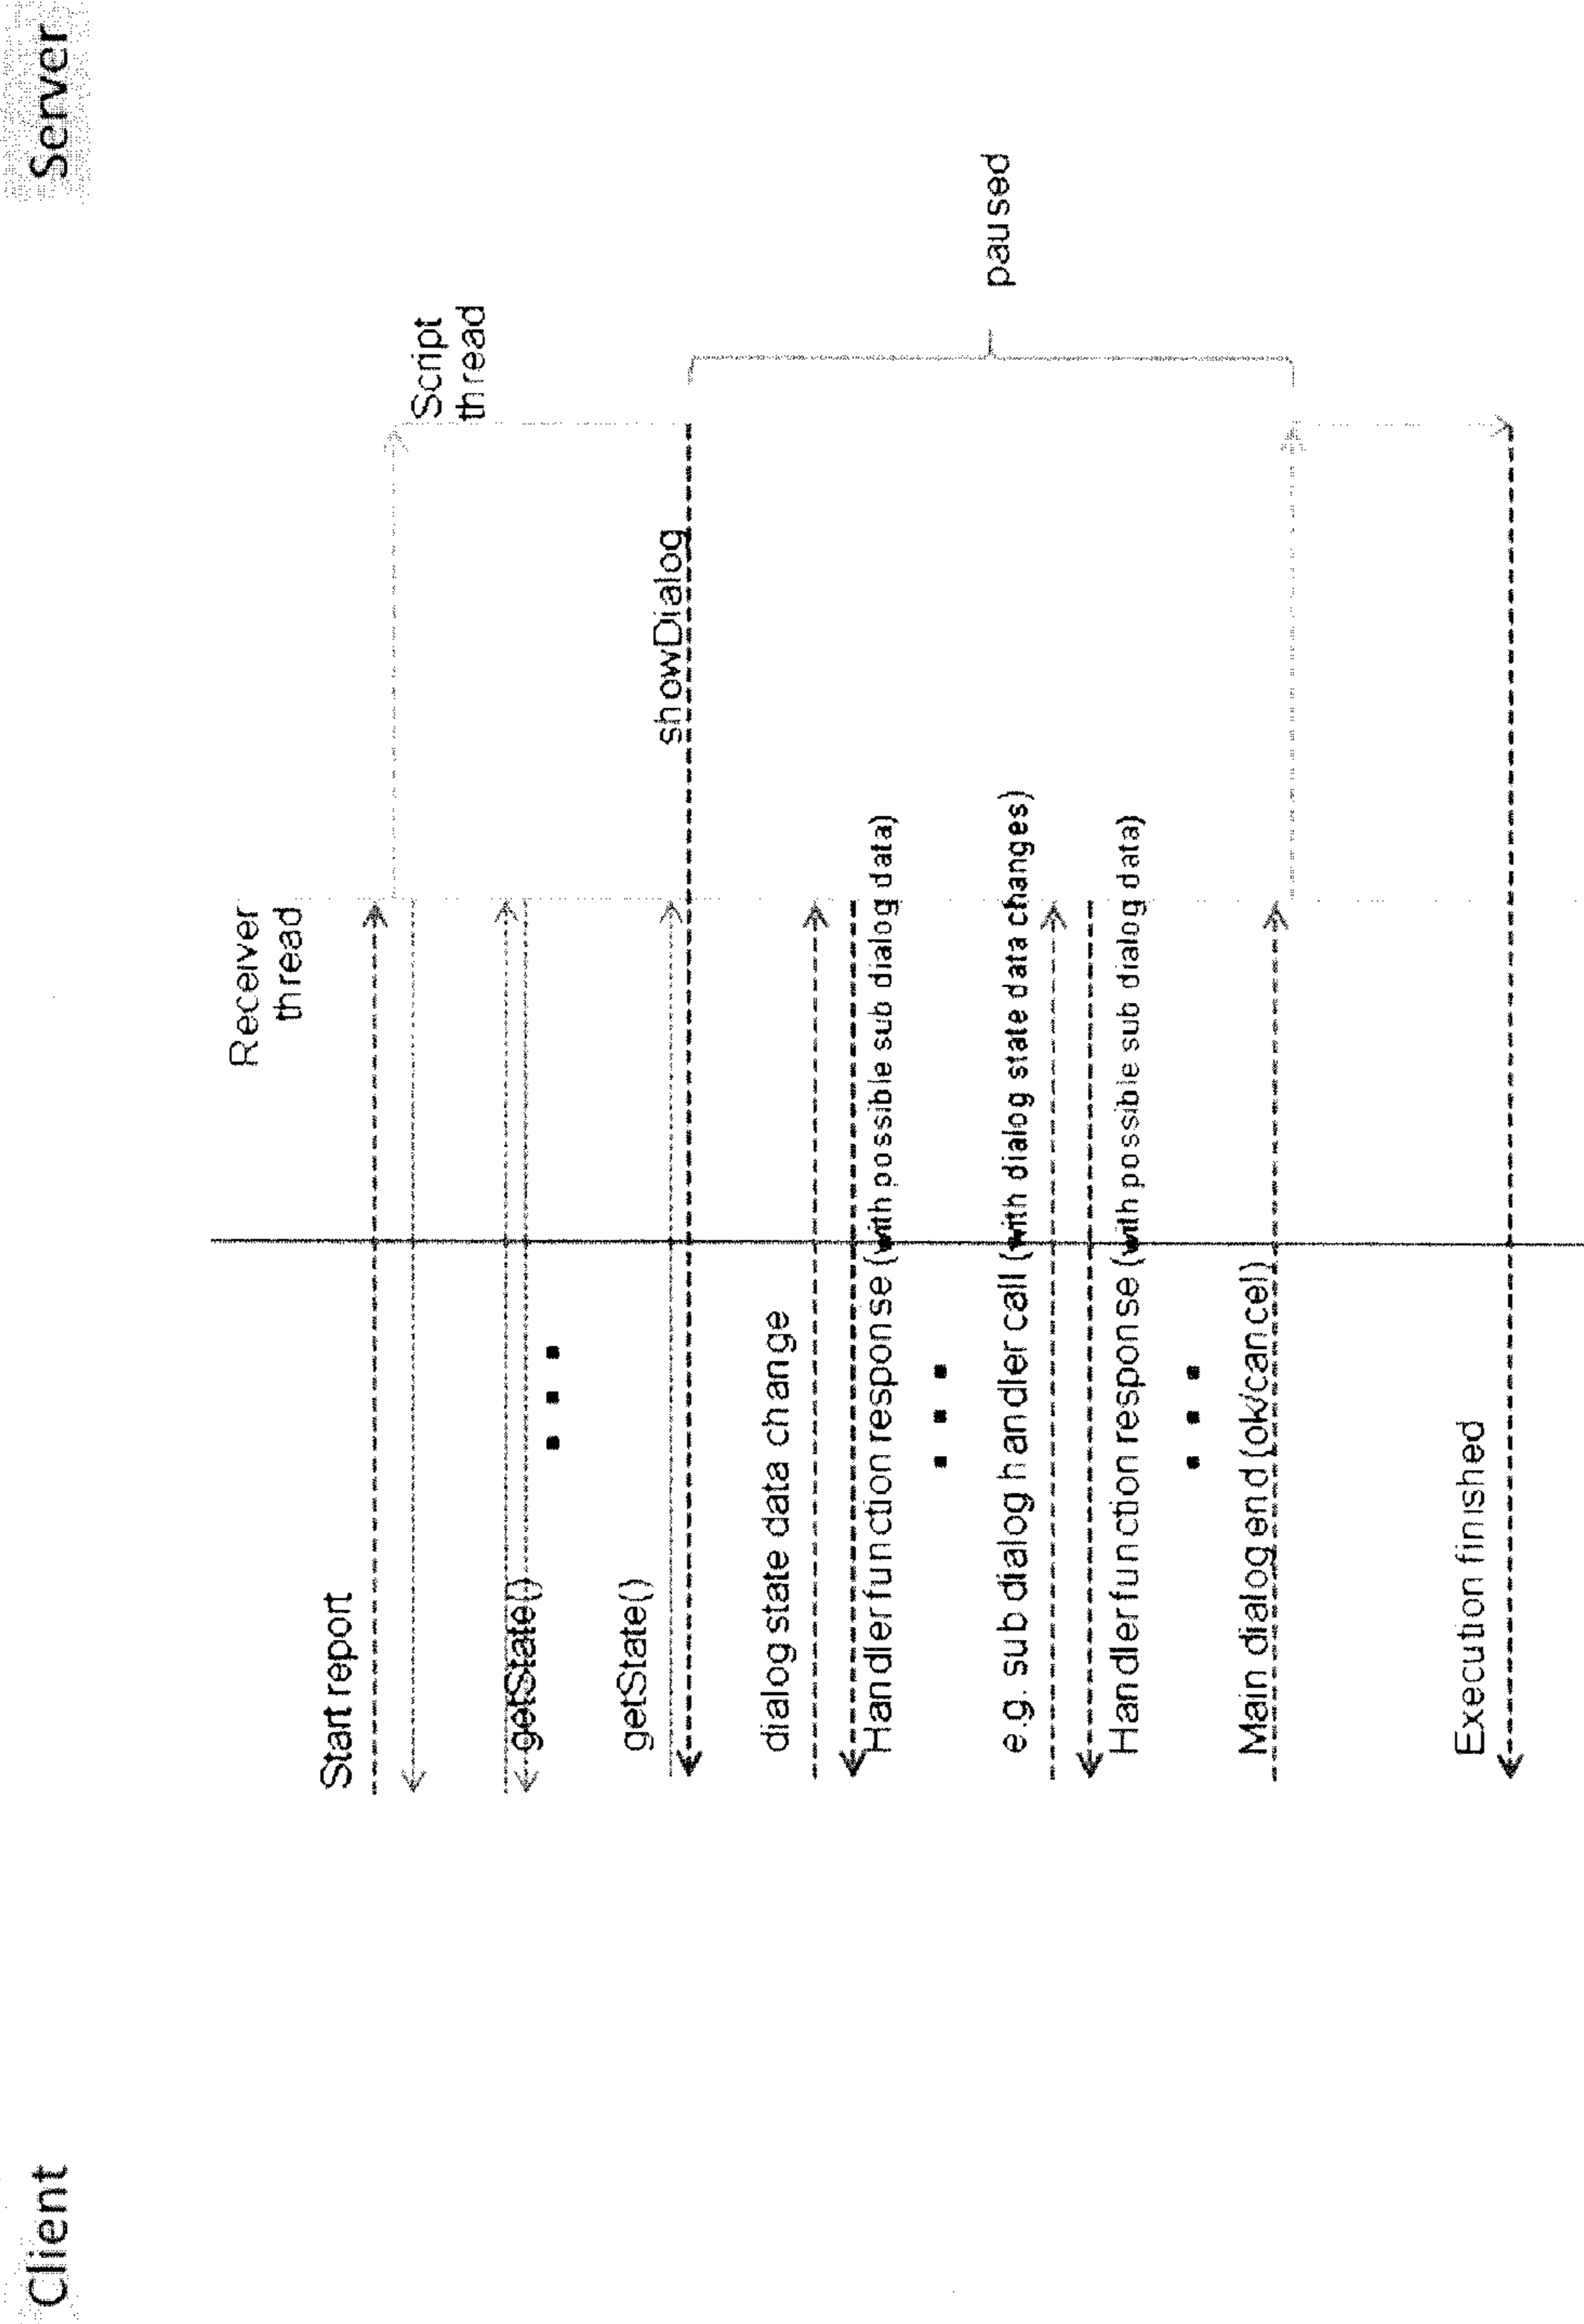 Client
Server
Receiver
thread
Start report
Script
thread
getState()
getState()
showDialog
dialog state data change
Handler function response (with possible sub dialog data)
paused
e.g. sub dialog handler call (with dialog state data changes)
Handler function response (with possible sub dialog data)
Main dialog end (ok/cancel)
Execution finished